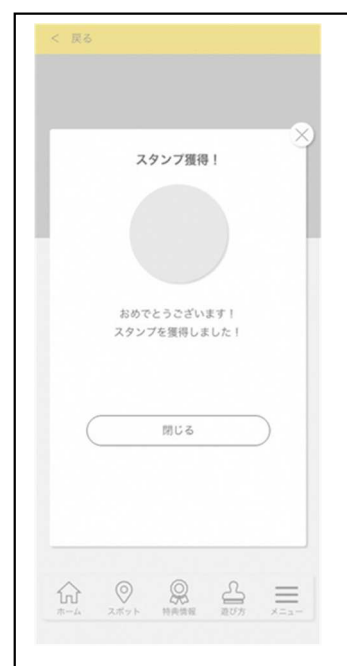 < 戻る
スタンプ獲得！
おめでとうございます！
スタンプを獲得しました！
閉じる
ホーム スポット 特典情報 遊び方 メニュー